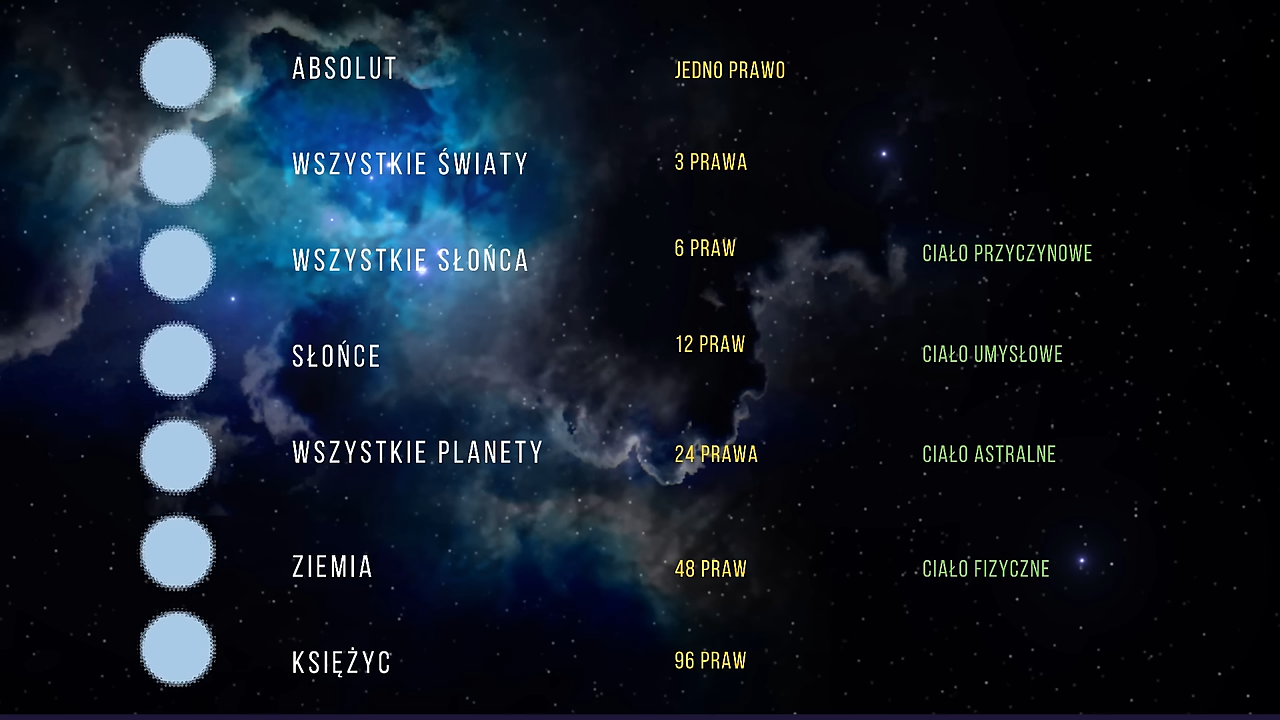 ABSOLUT JEDNO PRAWO
WSZYSTKIE ŚWIATY 3 PRAWA
WSZYSTKIE SŁOŃCA 6 PRAW CIAŁO PRZYCZYNOWE
SŁOŃCE 12 PRAW CIAŁO UMYSŁOWE
WSZYSTKIE PLANETY 24 PRAWA CIAŁO ASTRALNE
ZIEMIA 48 PRAW CIAŁO FIZYCZNE
KSIĘŻYC 96 PRAW